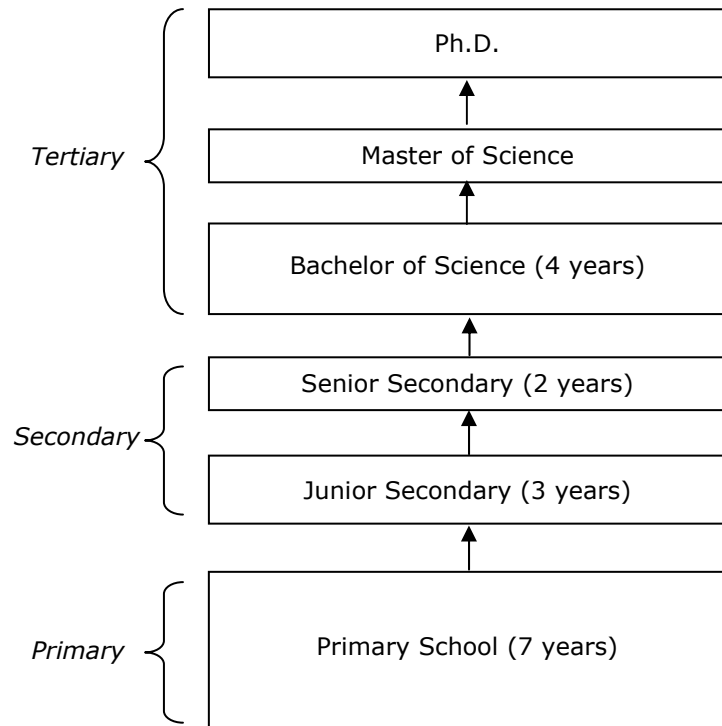 Ph.D.
Tertiary
Master of Science
Bachelor of Science (4 years)
Senior Secondary (2 years)
Secondary
Junior Secondary (3 years)
Primary
Primary School (7 years)